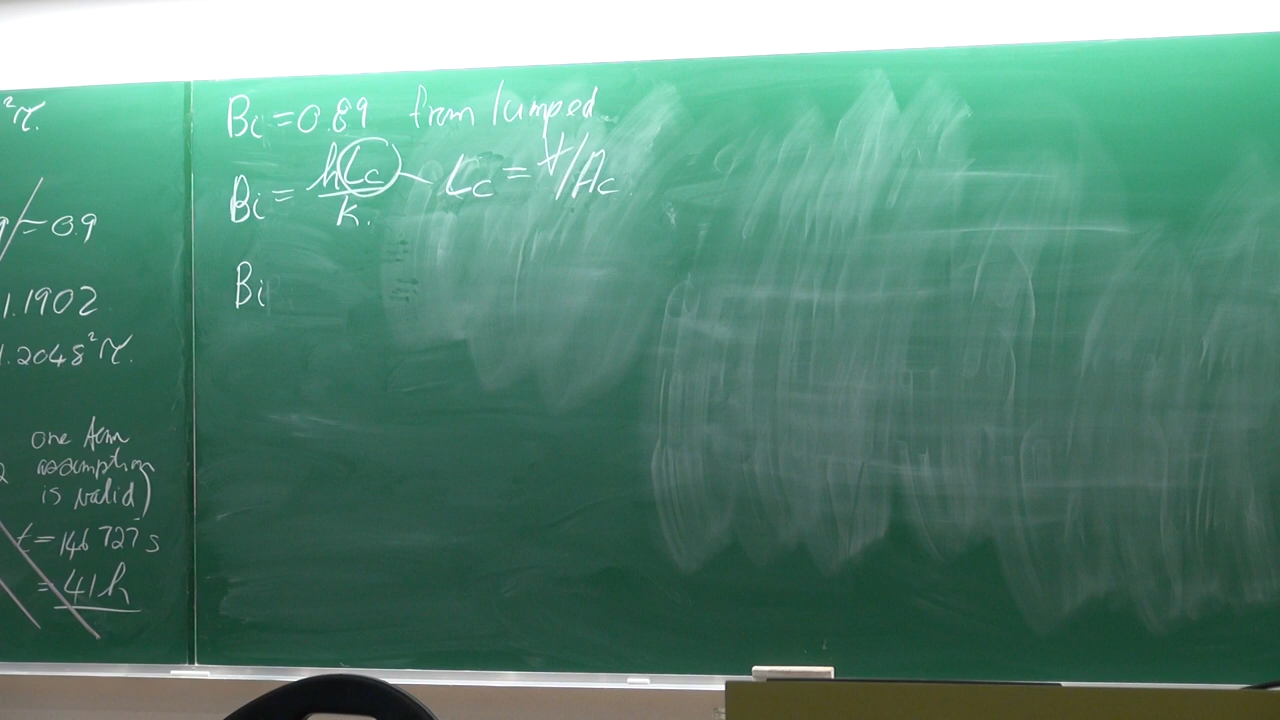 ²τ.
= 0.9
1.1902
1.2048²τ.
one term
assumption
is valid)
t = 146 727 s
= 41 h
Bi = 0.89 from lumped
Bi = hLc/k. Lc = V/Ac
Bi